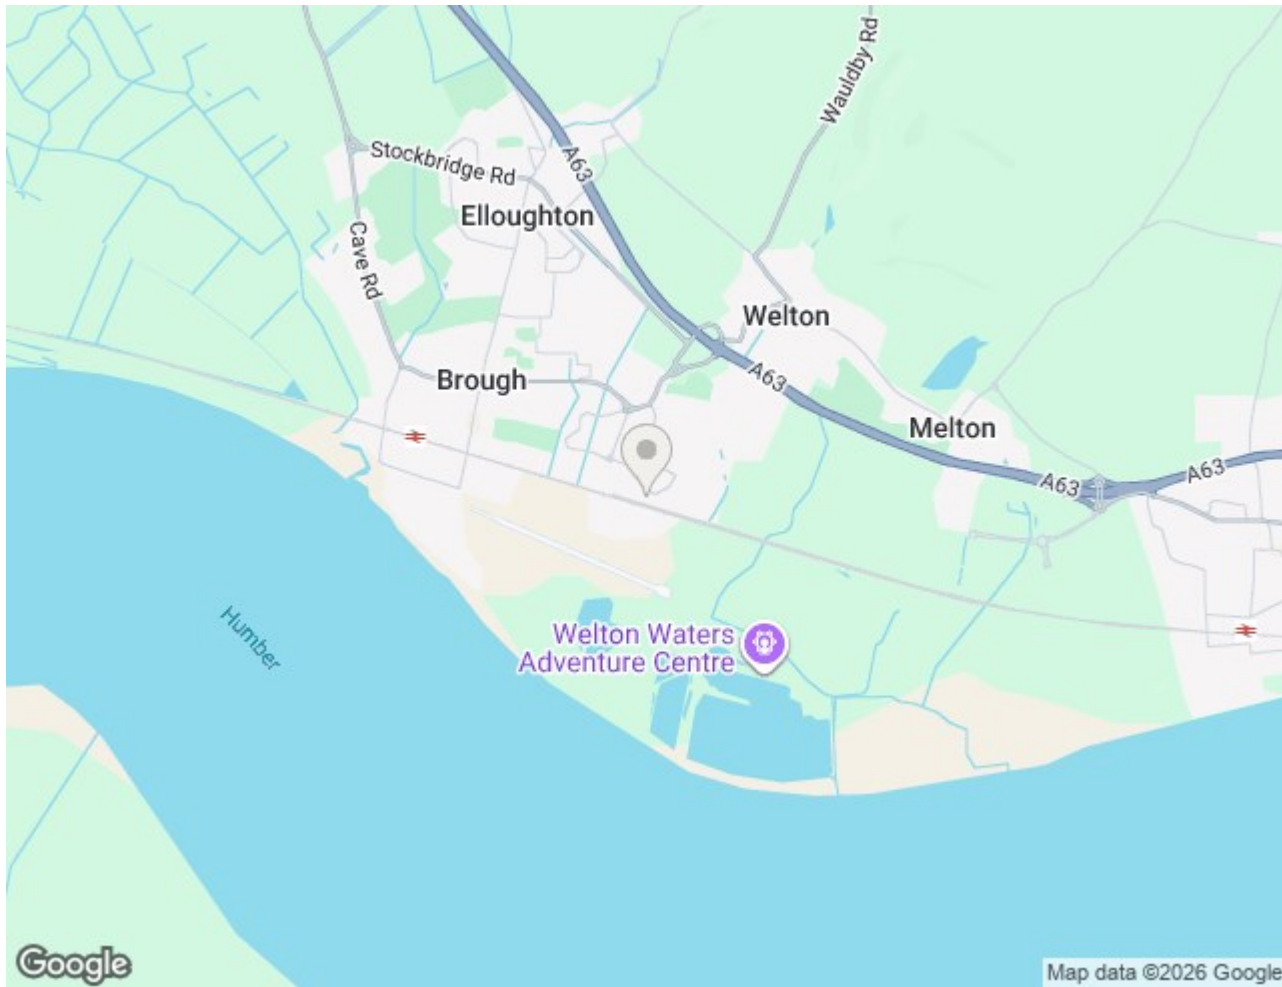 Wauldby Rd
Stockbridge Rd
A63
Elloughton
Cave Rd
Welton
Brough
A63
Melton
A63
A63
Humber
Welton Waters
Adventure Centre
Google
Map data ©2026 Google